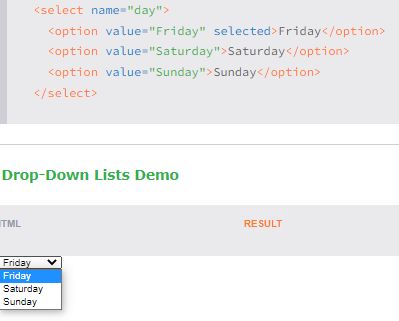 <select name="day">
<option value="Friday" selected>Friday</option>
<option value="Saturday">Saturday</option>
<option value="Sunday">Sunday</option>
</select>
Drop-Down Lists Demo
HTML RESULT
Friday
Friday
Saturday
Sunday